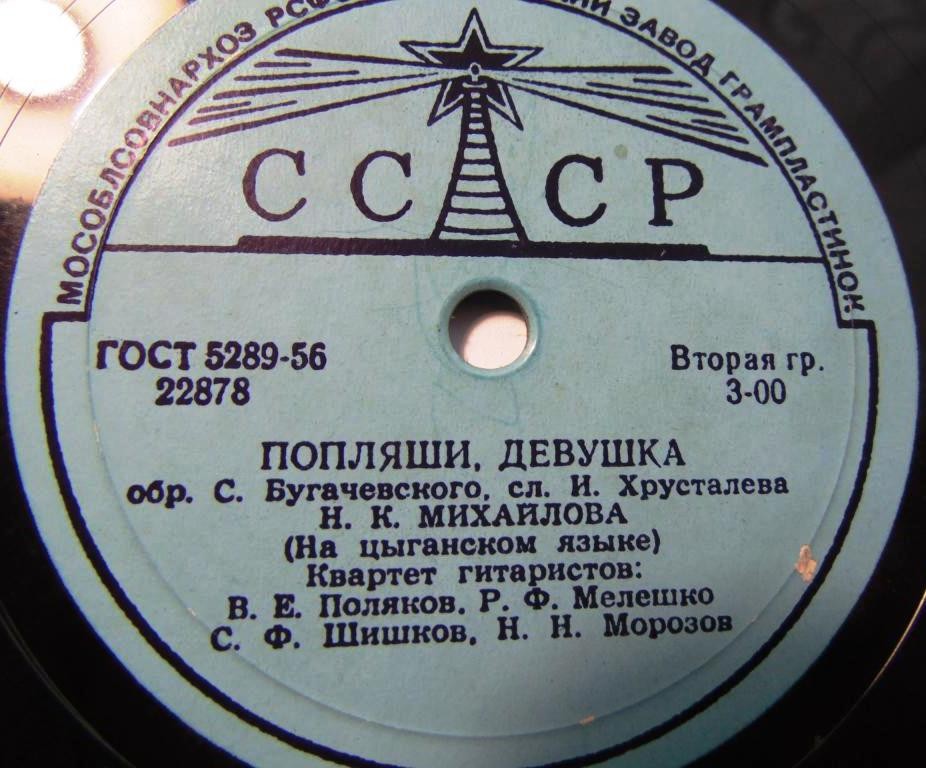 МОСОБЛСОВНАРХОЗ РСФ ЗАВОД ГРАМПЛАСТИНОК
СССР
ГОСТ 5289-56
22878
Вторая гр.
3-00
ПОПЛЯШИ, ДЕВУШКА
обр. С. Бугачевского, сл. И. Хрусталева
Н. К. МИХАЙЛОВА
(На цыганском языке)
Квартет гитаристов:
В. Е. Поляков, Р. Ф. Мелешко
С. Ф. Шишков, Н. Н. Морозов